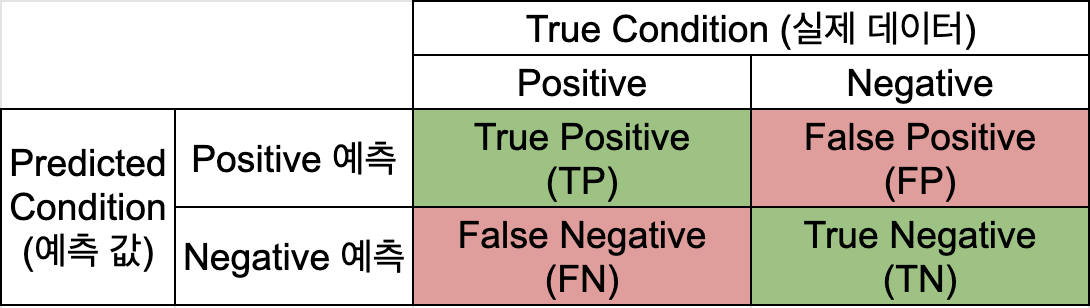 True Condition (실제 데이터)
Positive
Negative
Predicted
Condition
(예측 값)
Positive 예측
True Positive
(TP)
False Positive
(FP)
Negative 예측
False Negative
(FN)
True Negative
(TN)